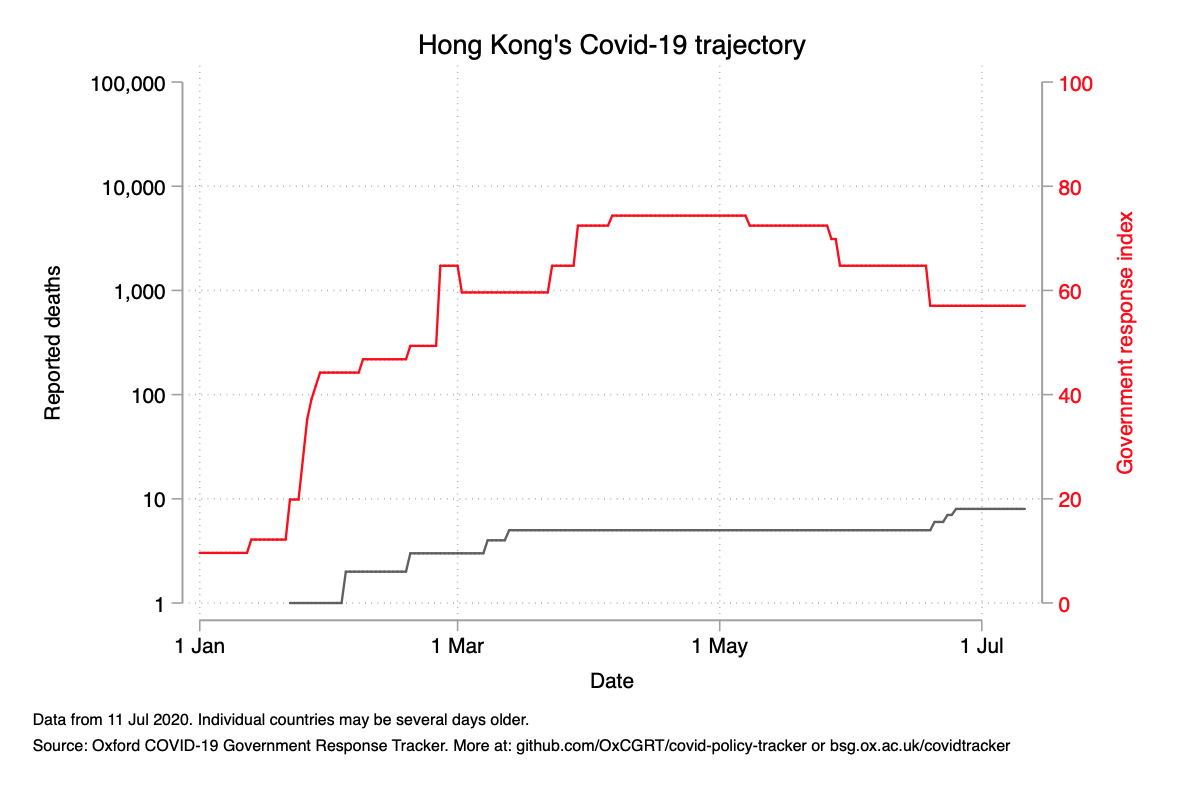 Hong Kong's Covid-19 trajectory
100,000
10,000
1,000
100
10
1
Reported deaths
100
80
60
40
20
0
Government response index
1 Jan
1 Mar
1 May
1 Jul
Date
Data from 11 Jul 2020. Individual countries may be several days older.
Source: Oxford COVID-19 Government Response Tracker. More at: github.com/OxCGRT/covid-policy-tracker or bsg.ox.ac.uk/covidtracker